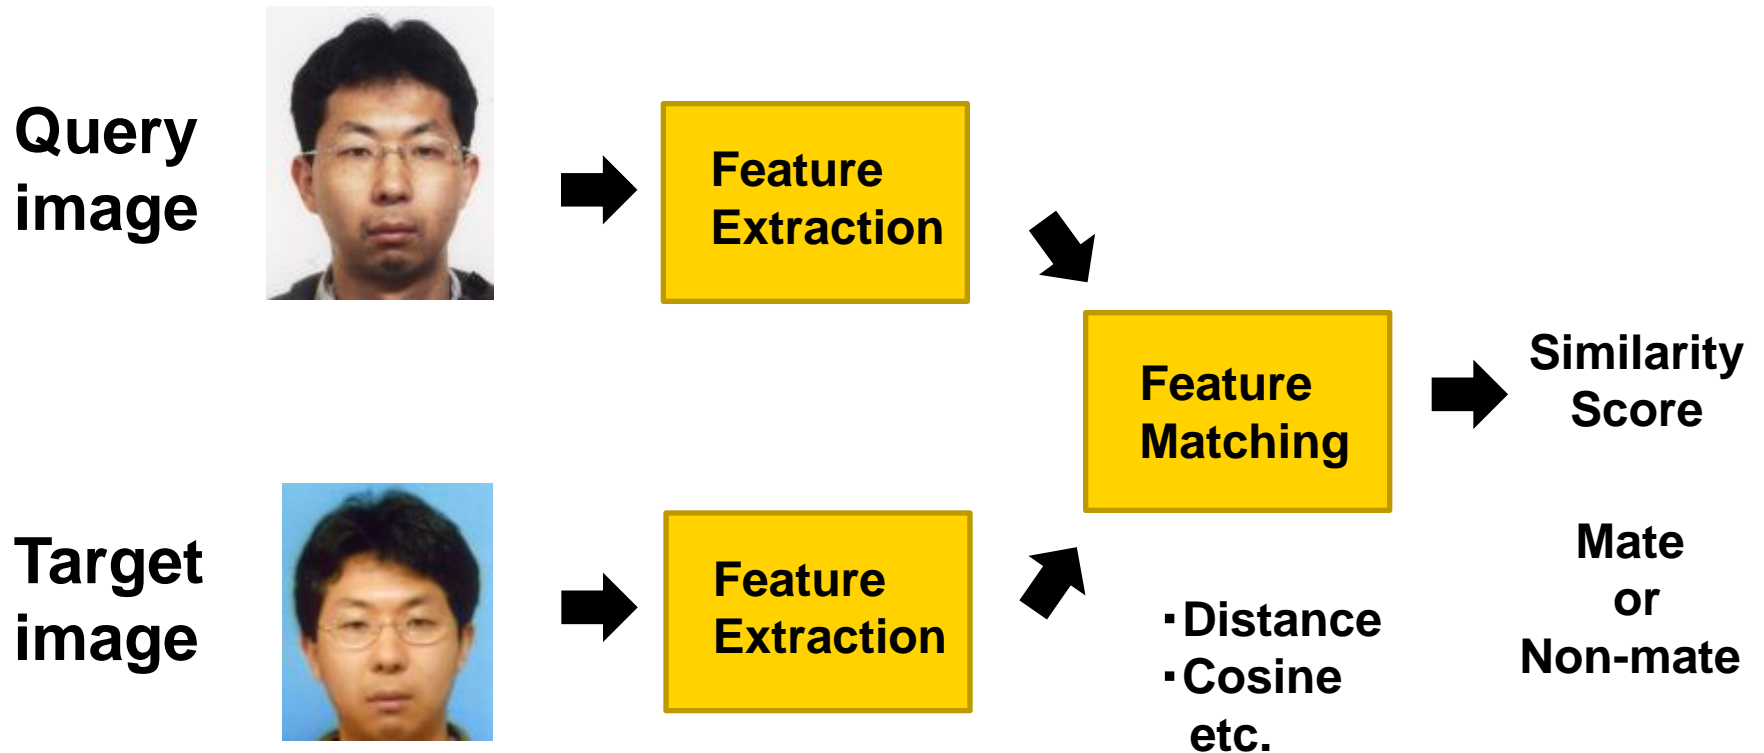 Query
image
Feature
Extraction
Feature
Matching
Similarity
Score
Target
image
Feature
Extraction
・Distance
・Cosine
etc.
Mate
or
Non-mate